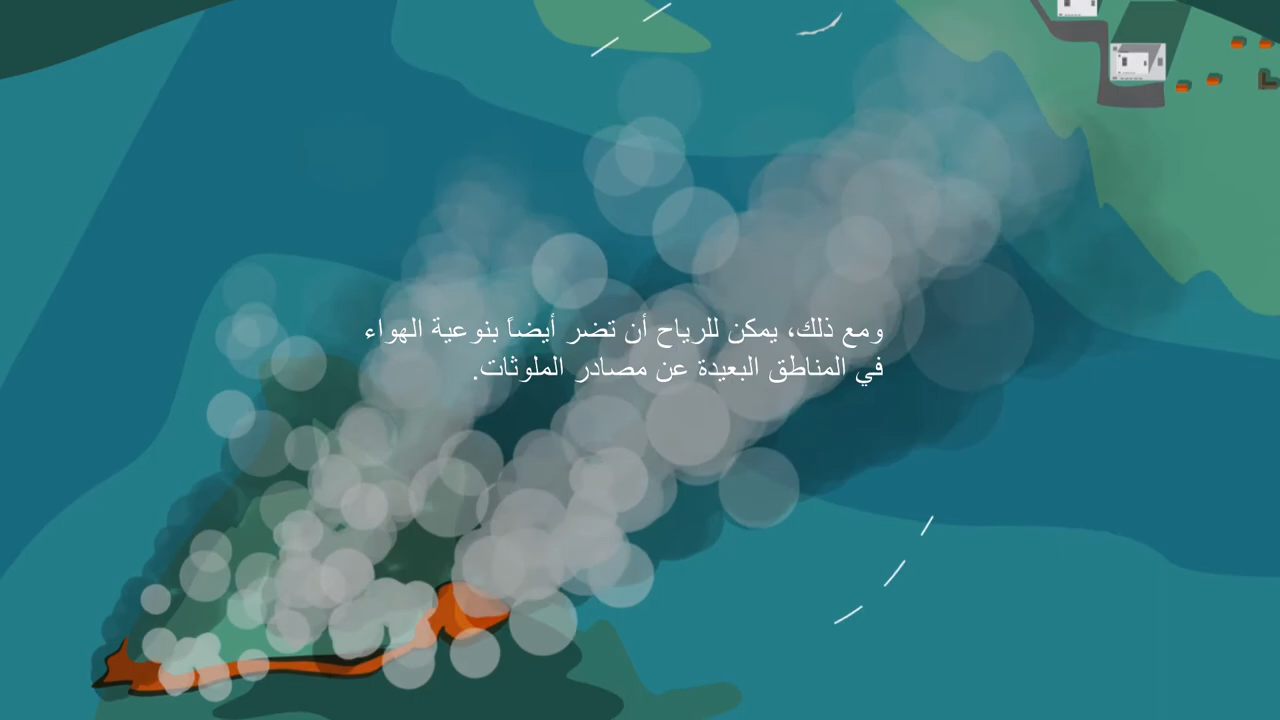 ومع ذلك، يمكن للرياح أن تضر أيضاً بنوعية الهواء
في المناطق البعيدة عن مصادر الملوثات.